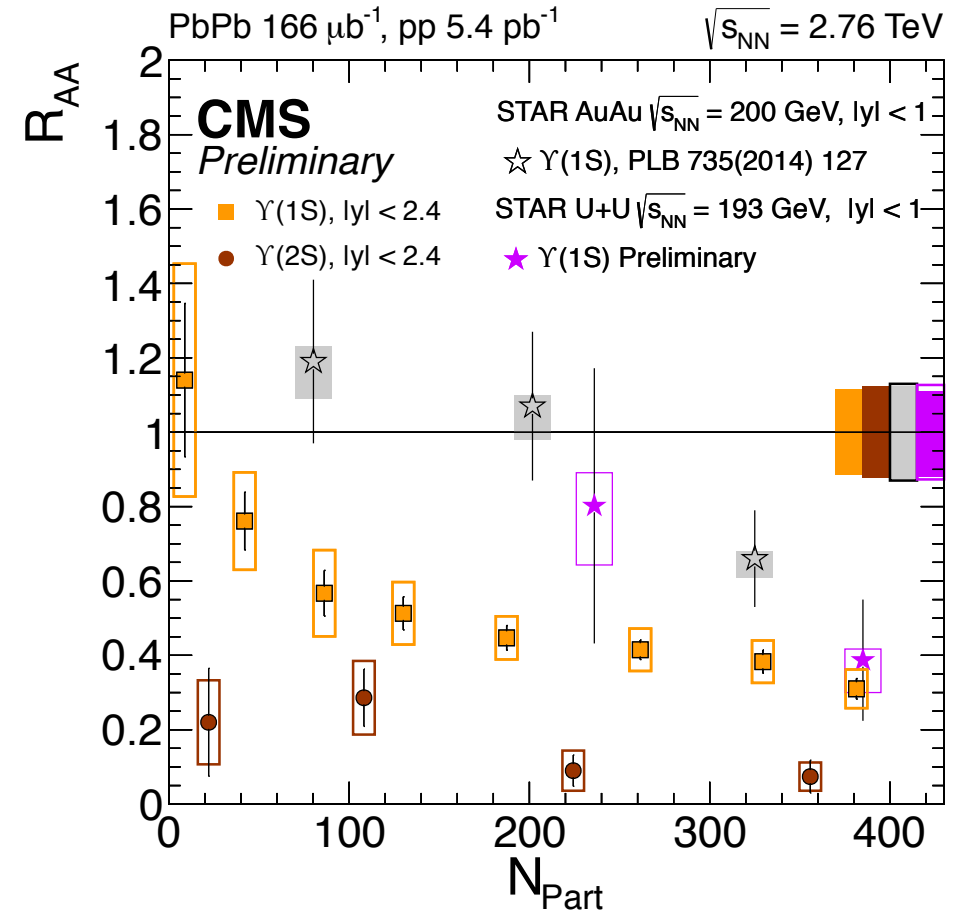 PbPb 166 μb⁻¹, pp 5.4 pb⁻¹ √s_NN = 2.76 TeV
R_AA
2
1.8
1.6
1.4
1.2
1
0.8
0.6
0.4
0.2
0
CMS
Preliminary
ϒ(1S), |y| < 2.4
ϒ(2S), |y| < 2.4
STAR AuAu √s_NN = 200 GeV, |y| < 1
ϒ(1S), PLB 735(2014) 127
STAR U+U √s_NN = 193 GeV, |y| < 1
ϒ(1S) Preliminary
0 100 200 300 400
N_Part